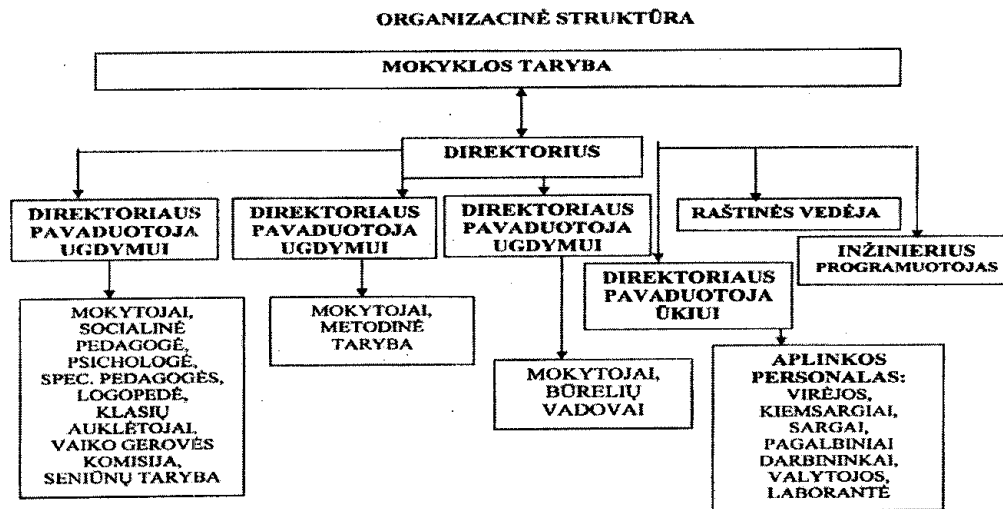 ORGANIZACINĖ STRUKTŪRA
MOKYKLOS TARYBA
DIREKTORIUS
DIREKTORIAUS
PAVADUOTOJA
UGDYMUI
DIREKTORIAUS
PAVADUOTOJA
UGDYMUI
DIREKTORIAUS
PAVADUOTOJA
UGDYMUI
RAŠTINĖS VEDĖJA
INŽINIERIUS
PROGRAMUOTOJAS
DIREKTORIAUS
PAVADUOTOJA
ŪKIUI
MOKYTOJAI,
SOCIALINĖ
PEDAGOGĖ,
PSICHOLOGĖ,
SPEC. PEDAGOGĖS,
LOGOPEDĖ,
KLASIŲ
AUKLĖTOJAI,
VAIKO GEROVĖS
KOMISIJA,
SENIŪNŲ TARYBA
MOKYTOJAI,
METODINĖ
TARYBA
MOKYTOJAI,
BŪRELIŲ
VADOVAI
APLINKOS
PERSONALAS:
VIRĖJOS,
KIEMSARGIAI,
SARGAI,
PAGALBINIAI
DARBININKAI,
VALYTOJOS,
LABORANTĖ